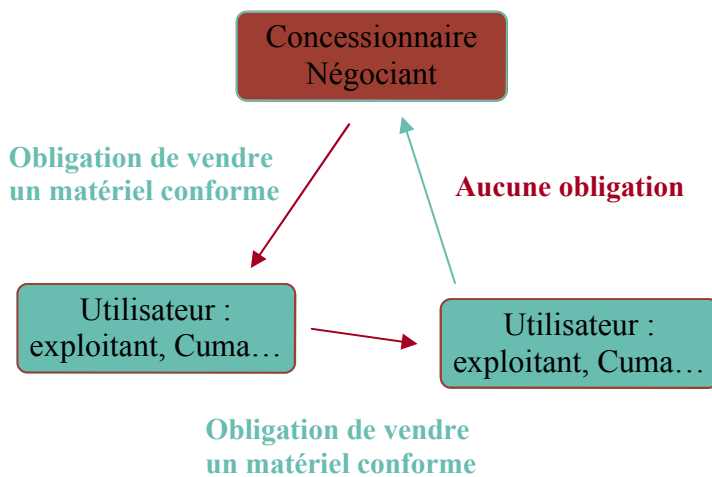 Concessionnaire
Négociant
Obligation de vendre
un matériel conforme
Aucune obligation
Utilisateur :
exploitant, Cuma…
Utilisateur :
exploitant, Cuma…
Obligation de vendre
un matériel conforme